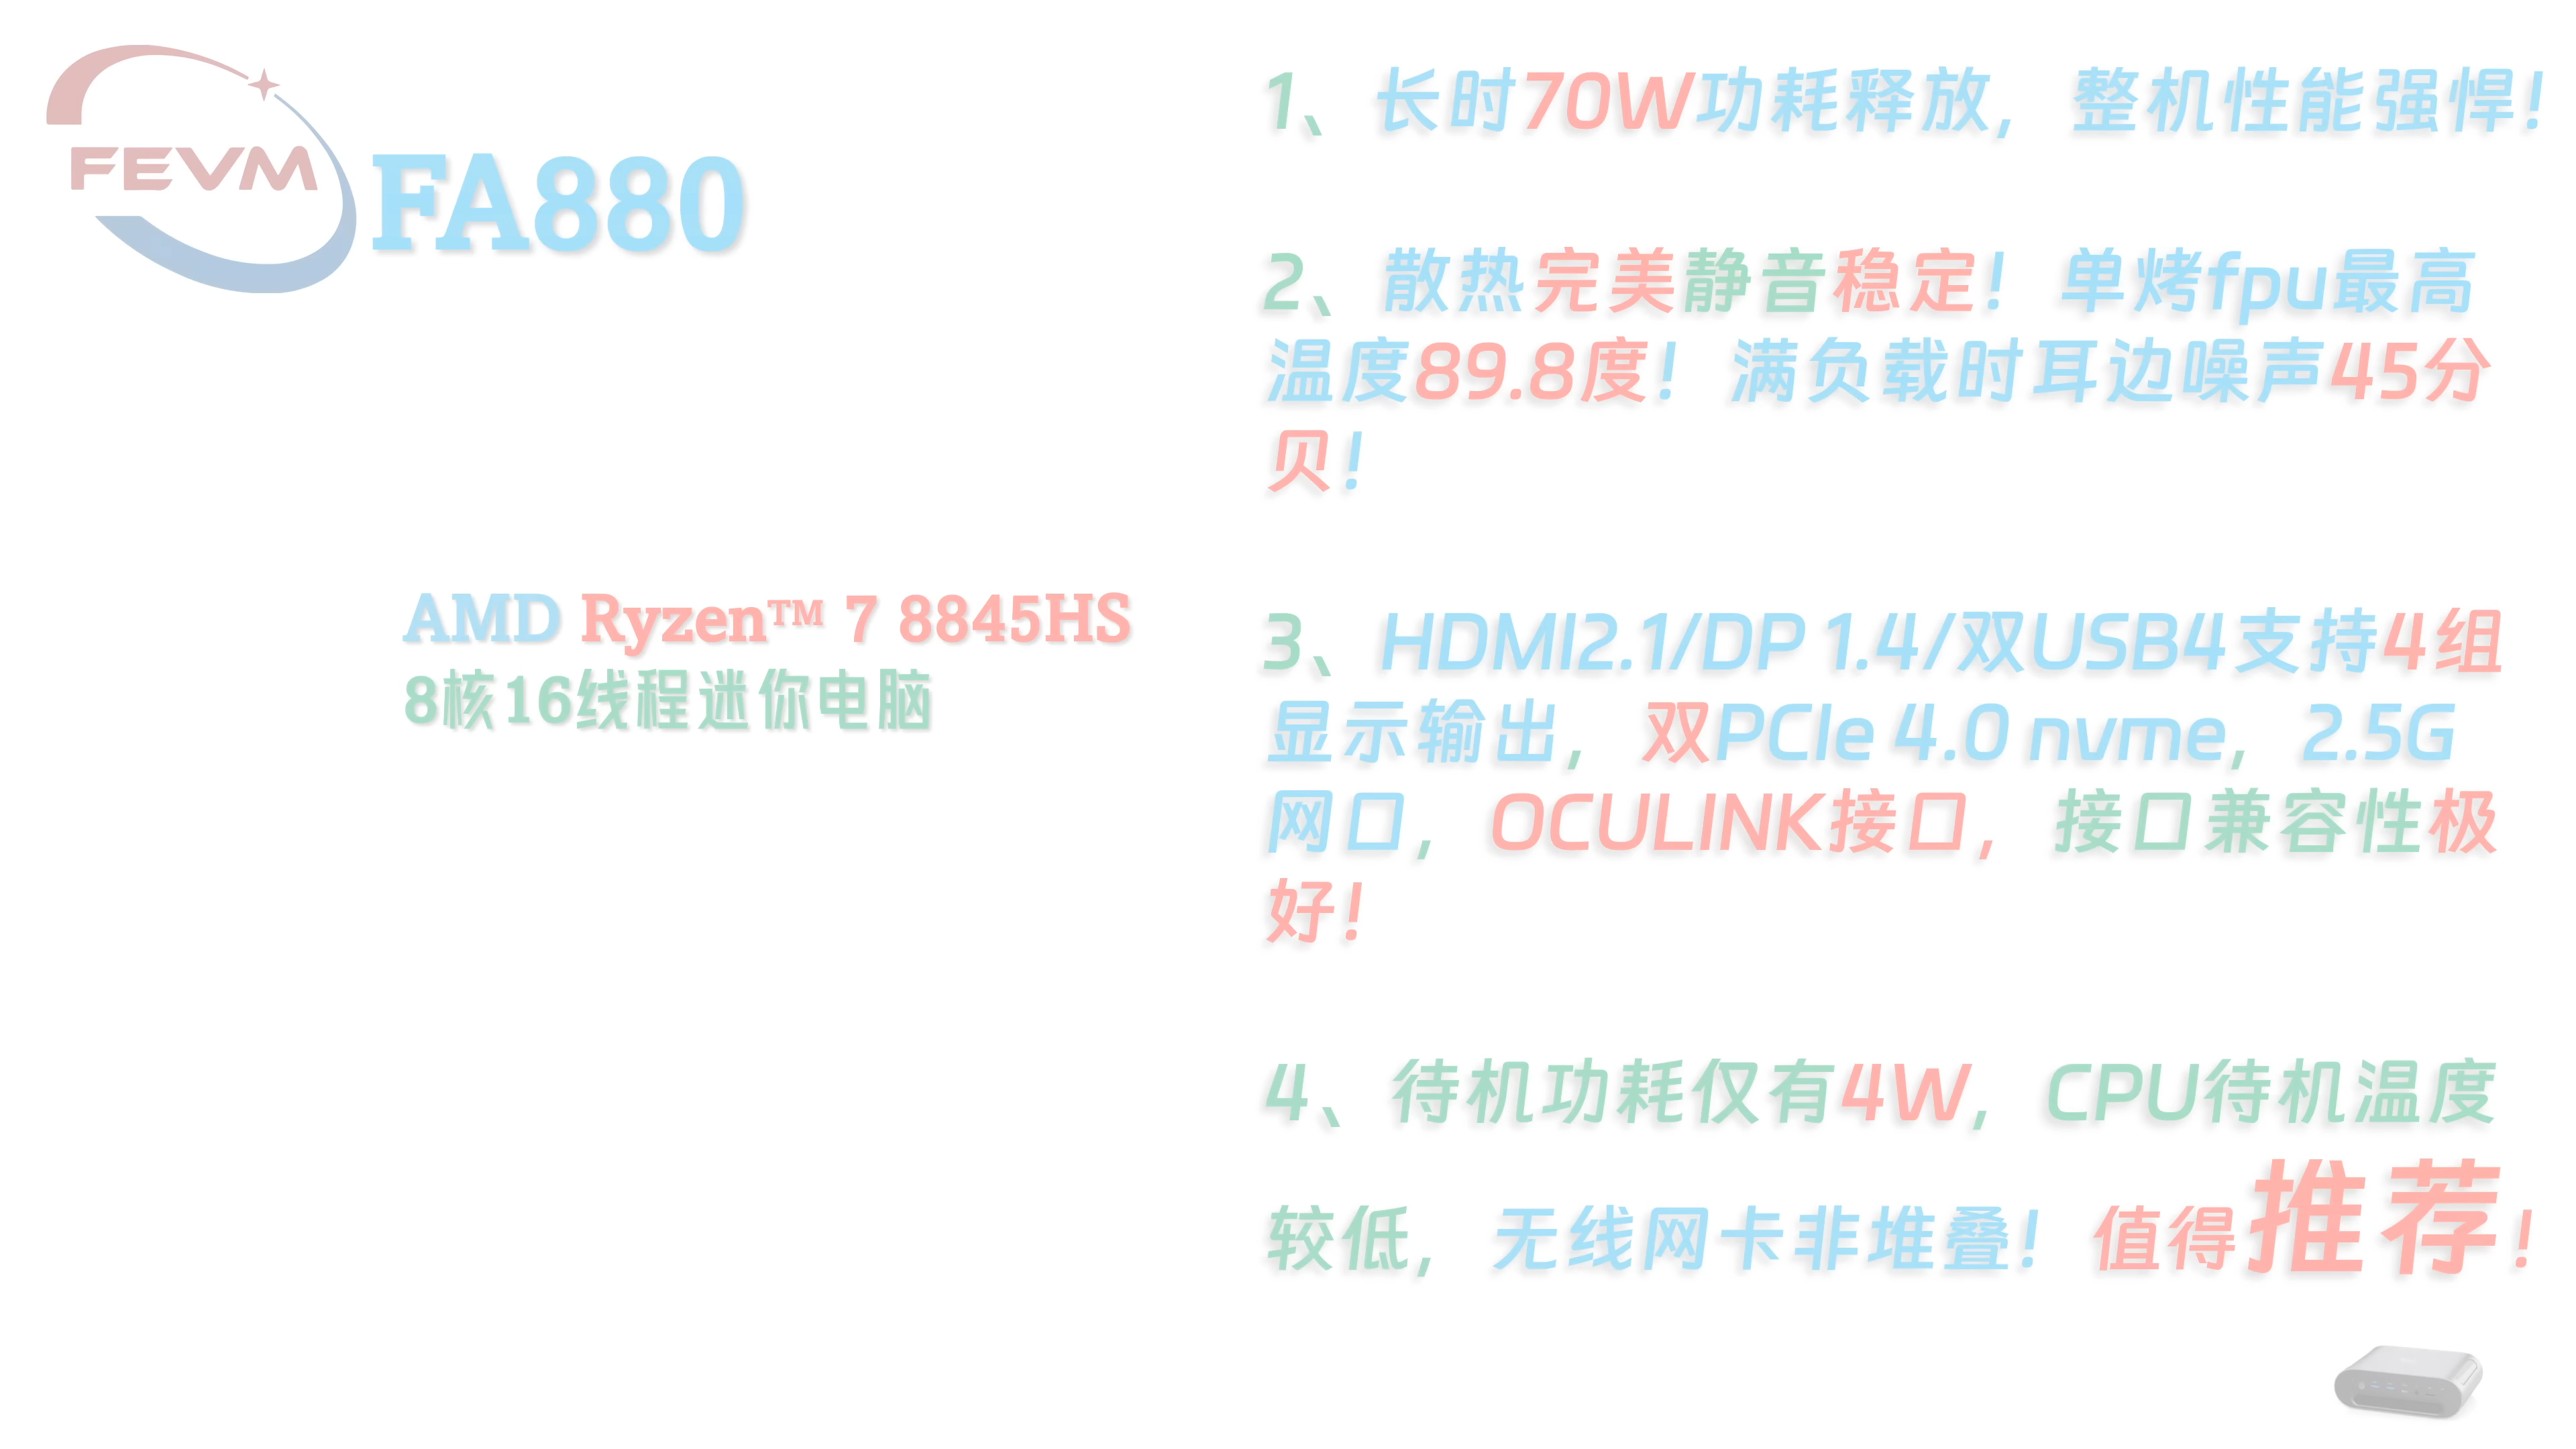 FEVM
FA880
AMD Ryzen™ 7 8845HS
8核16线程迷你电脑
1、长时70W功耗释放，整机性能强悍！
2、散热完美静音稳定！单烤fpu最高
温度89.8度！满负载时耳边噪声45分
贝！
3、HDMI2.1/DP 1.4/双USB4支持4组
显示输出，双PCIe 4.0 nvme，2.5G
网口，OCULINK接口，接口兼容性极
好！
4、待机功耗仅有4W，CPU待机温度
较低，无线网卡非堆叠！值得推荐！